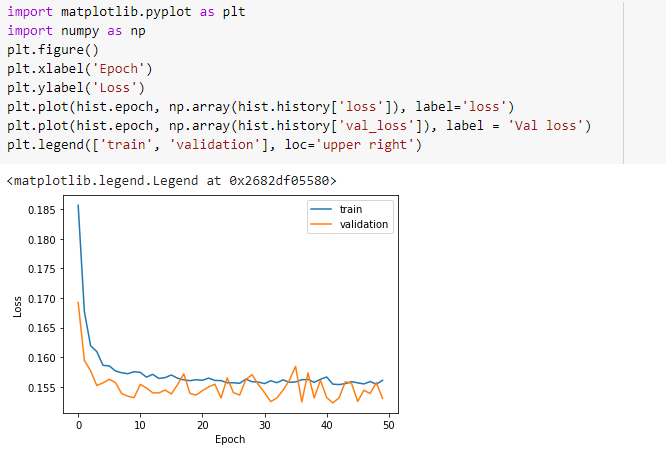 import matplotlib.pyplot as plt
import numpy as np
plt.figure()
plt.xlabel('Epoch')
plt.ylabel('Loss')
plt.plot(hist.epoch, np.array(hist.history['loss']), label='loss')
plt.plot(hist.epoch, np.array(hist.history['val_loss']), label = 'Val loss')
plt.legend(['train', 'validation'], loc='upper right')
<matplotlib.legend.Legend at 0x2682df05580>
train
validation
0.185
0.180
0.175
0.170
0.165
0.160
0.155
Loss
0 10 20 30 40 50
Epoch